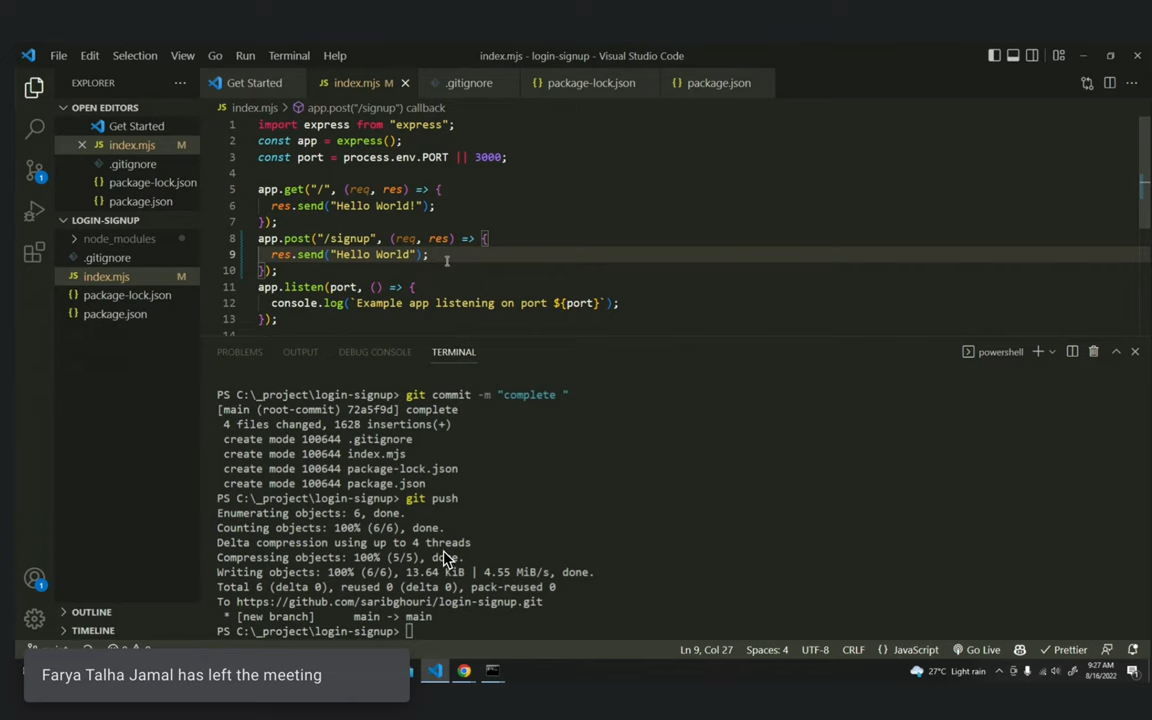 File Edit Selection View Go Run Terminal Help
index.mjs - login-signup - Visual Studio Code
EXPLORER
Get Started
index.mjs M
.gitignore
package-lock.json
package.json
OPEN EDITORS
Get Started
index.mjs M
.gitignore
package-lock.json
package.json
LOGIN-SIGNUP
node_modules
.gitignore
index.mjs M
package-lock.json
package.json
OUTLINE
TIMELINE
index.mjs > app.post("/signup") callback
1 import express from "express";
2 const app = express();
3 const port = process.env.PORT || 3000;
4
5 app.get("/", (req, res) => {
6 res.send("Hello World!");
7 });
8 app.post("/signup", (req, res) => {
9 res.send("Hello World");
10 });
11 app.listen(port, () => {
12 console.log(`Example app listening on port ${port}`);
13 });
14
PROBLEMS OUTPUT DEBUG CONSOLE TERMINAL
powershell
PS C:\_project\login-signup> git commit -m "complete "
[main (root-commit) 72a5f9d] complete
4 files changed, 1628 insertions(+)
create mode 100644 .gitignore
create mode 100644 index.mjs
create mode 100644 package-lock.json
create mode 100644 package.json
PS C:\_project\login-signup> git push
Enumerating objects: 6, done.
Counting objects: 100% (6/6), done.
Delta compression using up to 4 threads
Compressing objects: 100% (5/5), done.
Writing objects: 100% (6/6), 13.64 KiB | 4.55 MiB/s, done.
Total 6 (delta 0), reused 0 (delta 0), pack-reused 0
To https://github.com/saribghouri/login-signup.git
* [new branch] main -> main
PS C:\_project\login-signup>
Ln 9, Col 27 Spaces: 4 UTF-8 CRLF {} JavaScript Go Live Prettier
Farya Talha Jamal has left the meeting
27°C Light rain
9:27 AM
8/16/2022
1
1
1